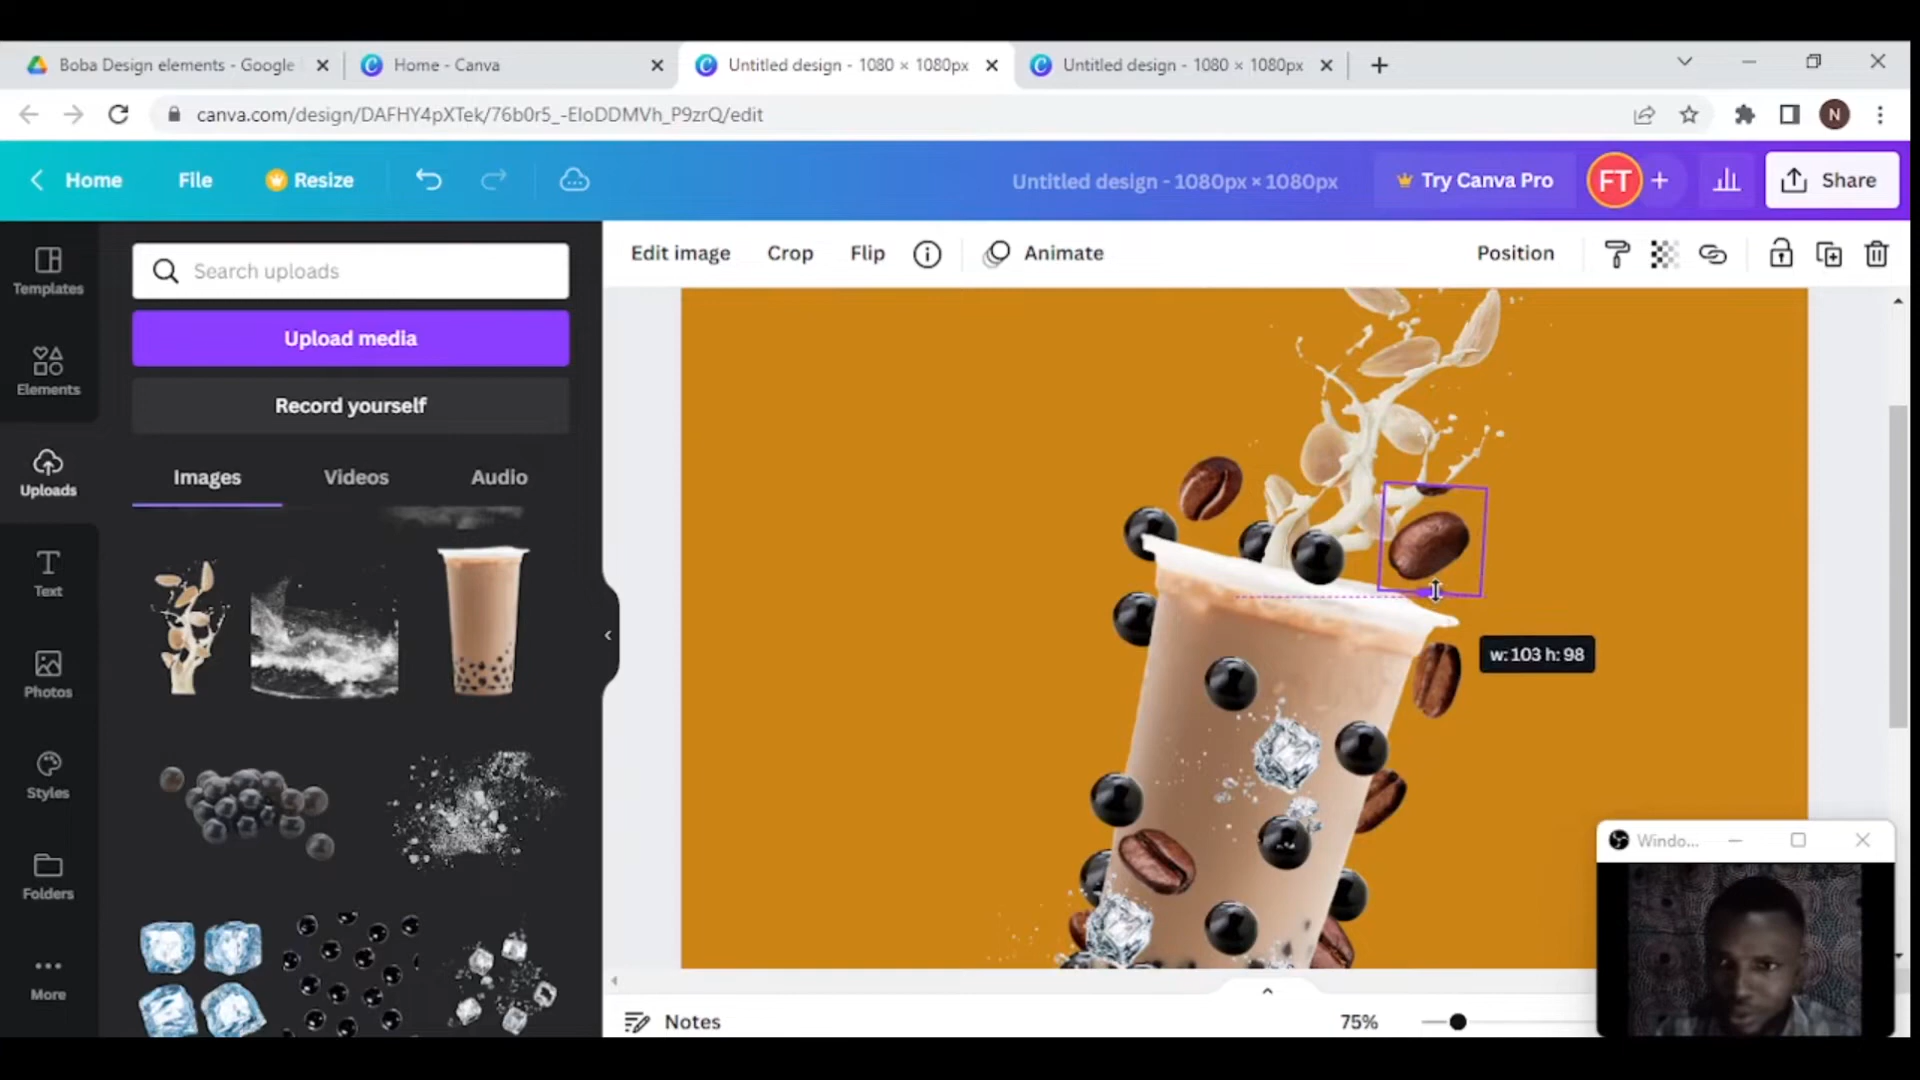 Boba Design elements - Google
Home - Canva
Untitled design - 1080 × 1080px
Untitled design - 1080 × 1080px
canva.com/design/DAFHY4pXTek/76b0r5_-EIoDDMVh_P9zrQ/edit
N
Home
File
Resize
Untitled design - 1080px × 1080px
Try Canva Pro
FT
+
Share
Templates
Elements
Uploads
Text
Photos
Styles
Folders
More
Search uploads
Upload media
Record yourself
Images
Videos
Audio
Edit image
Crop
Flip
Animate
Position
w: 103 h: 98
Windo...
Notes
75%